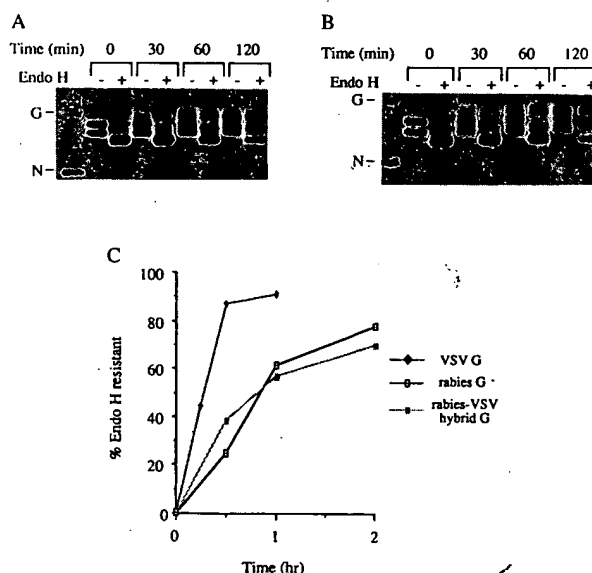 A
Time (min) 0 30 60 120
Endo H - + - + - + - +
G-
N-
B
Time (min) 0 30 60 120
Endo H - + - + - + - +
G-
N-
C
% Endo H resistant
100
80
60
40
20
0
0 1 2
Time (hr)
VSV G
rabies G
rabies-VSV
hybrid G